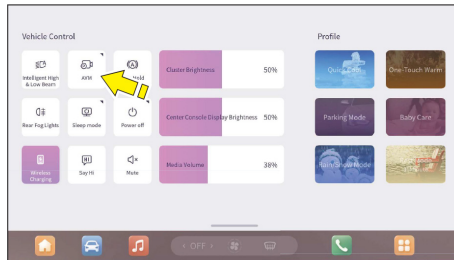 Vehicle Control
Profile
Intelligent High
& Low Beam
AVM
Hold
Cluster Brightness
50%
Quick Cool
One-Touch Warm
Rear Fog Lights
Sleep mode
Power off
Center Console Display Brightness
50%
Parking Mode
Baby Care
Wireless
Charging
Say Hi
Mute
Media Volume
38%
Rain/Snow Mode
< OFF >